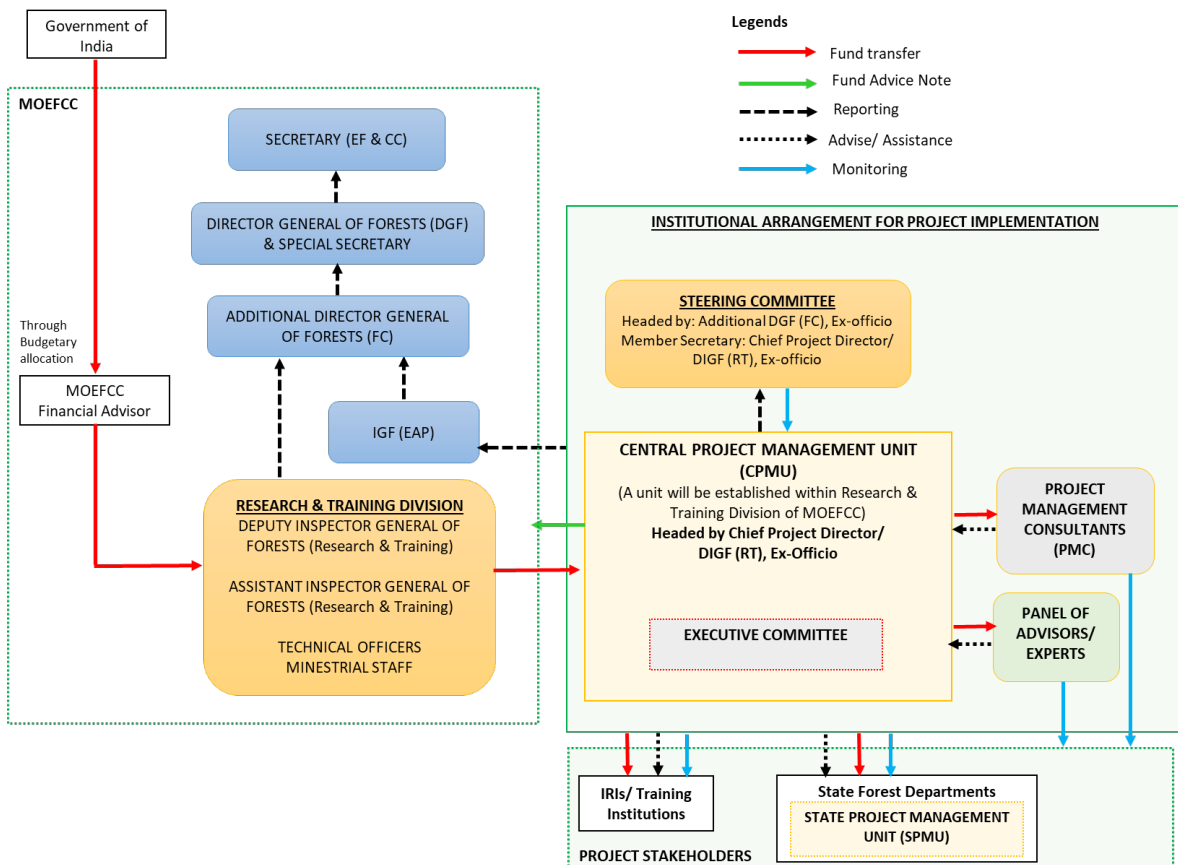 Government of
India
Legends
Fund transfer
Fund Advice Note
Reporting
Advise/ Assistance
Monitoring
MOEFCC
SECRETARY (EF & CC)
DIRECTOR GENERAL OF FORESTS (DGF)
& SPECIAL SECRETARY
ADDITIONAL DIRECTOR GENERAL
OF FORESTS (FC)
Through
Budgetary
allocation
MOEFCC
Financial Advisor
IGF (EAP)
RESEARCH & TRAINING DIVISION
DEPUTY INSPECTOR GENERAL OF
FORESTS (Research & Training)
ASSISTANT INSPECTOR GENERAL OF
FORESTS (Research & Training)
TECHNICAL OFFICERS
MINESTRIAL STAFF
INSTITUTIONAL ARRANGEMENT FOR PROJECT IMPLEMENTATION
STEERING COMMITTEE
Headed by: Additional DGF (FC), Ex-officio
Member Secretary: Chief Project Director/
DIGF (RT), Ex-officio
CENTRAL PROJECT MANAGEMENT UNIT
(CPMU)
(A unit will be established within Research &
Training Division of MOEFCC)
Headed by Chief Project Director/
DIGF (RT), Ex-Officio
EXECUTIVE COMMITTEE
PROJECT
MANAGEMENT
CONSULTANTS
(PMC)
PANEL OF
ADVISORS/
EXPERTS
IRIs/ Training
Institutions
State Forest Departments
STATE PROJECT MANAGEMENT
UNIT (SPMU)
PROJECT STAKEHOLDERS